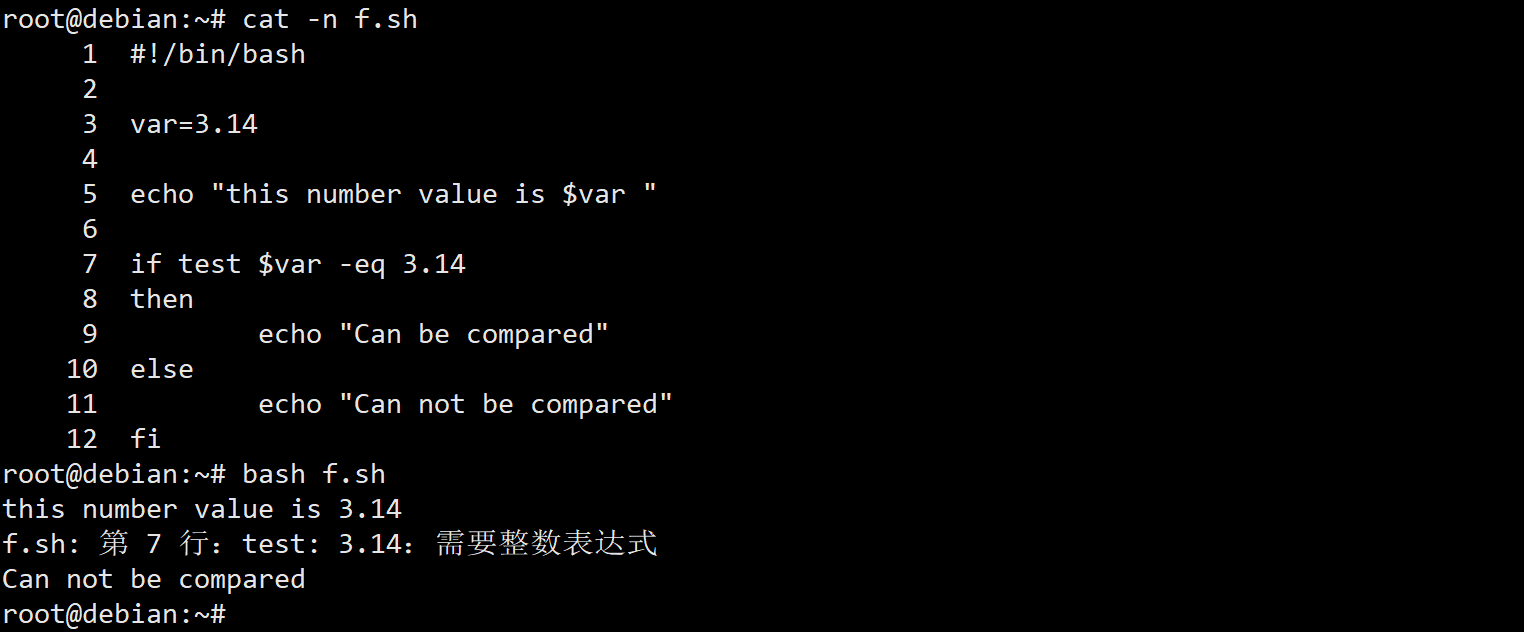 root@debian:~# cat -n f.sh
     1  #!/bin/bash
     2
     3  var=3.14
     4
     5  echo "this number value is $var "
     6
     7  if test $var -eq 3.14
     8  then
     9          echo "Can be compared"
    10  else
    11          echo "Can not be compared"
    12  fi
root@debian:~# bash f.sh
this number value is 3.14
f.sh: 第 7 行：test: 3.14：需要整数表达式
Can not be compared
root@debian:~#